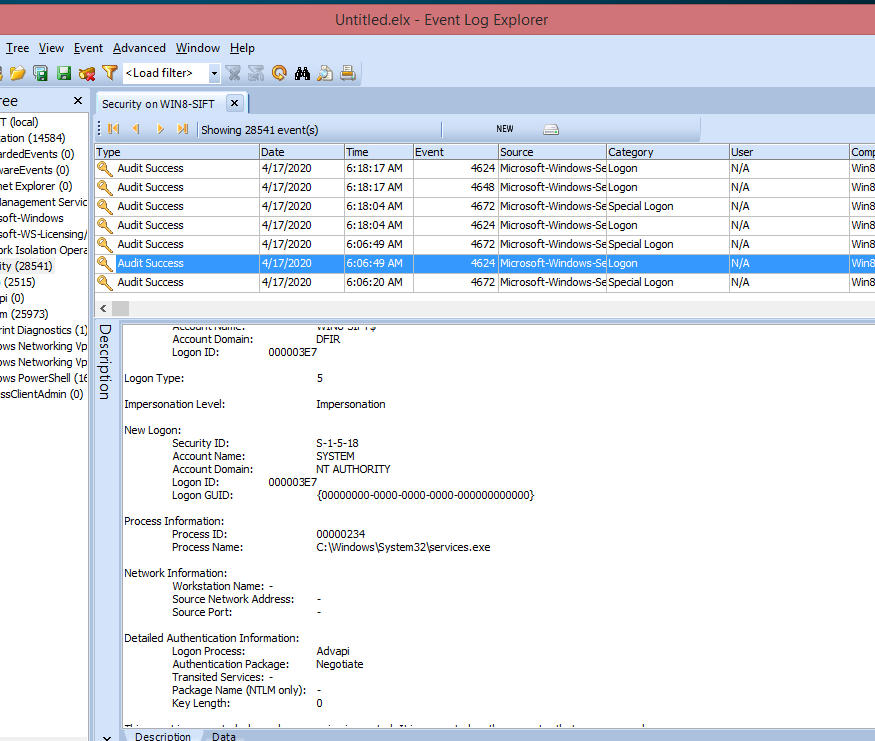 Untitled.elx - Event Log Explorer
Tree View Event Advanced Window Help
<Load filter>
ree
Security on WIN8-SIFT
T (local)
ation (14584)
ardedEvents (0)
wareEvents (0)
net Explorer (0)
Management Servic
soft-Windows
soft-WS-Licensing/
ork Isolation Opera
ity (28541)
(2515)
pi (0)
m (25973)
rint Diagnostics (1)
ows Networking Vp
ows Networking Vp
ows PowerShell (16
ssClientAdmin (0)
Showing 28541 event(s) NEW
Type Date Time Event Source Category User Comp
Audit Success 4/17/2020 6:18:17 AM 4624 Microsoft-Windows-Se Logon N/A Win8
Audit Success 4/17/2020 6:18:17 AM 4648 Microsoft-Windows-Se Logon N/A Win8
Audit Success 4/17/2020 6:18:04 AM 4672 Microsoft-Windows-Se Special Logon N/A Win8
Audit Success 4/17/2020 6:18:04 AM 4624 Microsoft-Windows-Se Logon N/A Win8
Audit Success 4/17/2020 6:06:49 AM 4672 Microsoft-Windows-Se Special Logon N/A Win8
Audit Success 4/17/2020 6:06:49 AM 4624 Microsoft-Windows-Se Logon N/A Win8
Audit Success 4/17/2020 6:06:20 AM 4672 Microsoft-Windows-Se Special Logon N/A Win8
Description
Account Name: WIN8-SIFT$
Account Domain: DFIR
Logon ID: 000003E7
Logon Type: 5
Impersonation Level: Impersonation
New Logon:
Security ID: S-1-5-18
Account Name: SYSTEM
Account Domain: NT AUTHORITY
Logon ID: 000003E7
Logon GUID: {00000000-0000-0000-0000-000000000000}
Process Information:
Process ID: 00000234
Process Name: C:\Windows\System32\services.exe
Network Information:
Workstation Name: -
Source Network Address: -
Source Port: -
Detailed Authentication Information:
Logon Process: Advapi
Authentication Package: Negotiate
Transited Services: -
Package Name (NTLM only): -
Key Length: 0
Description Data